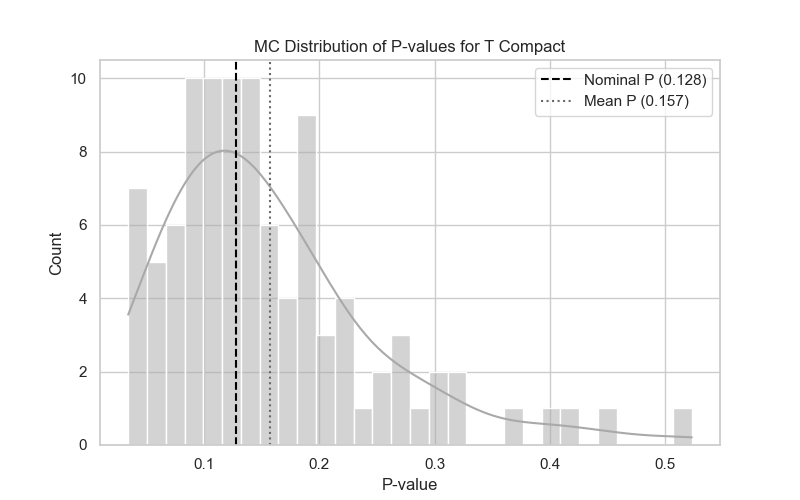 MC Distribution of P-values for T Compact
Nominal P (0.128)
Mean P (0.157)
10
8
6
4
2
0
Count
0.1
0.2
0.3
0.4
0.5
P-value